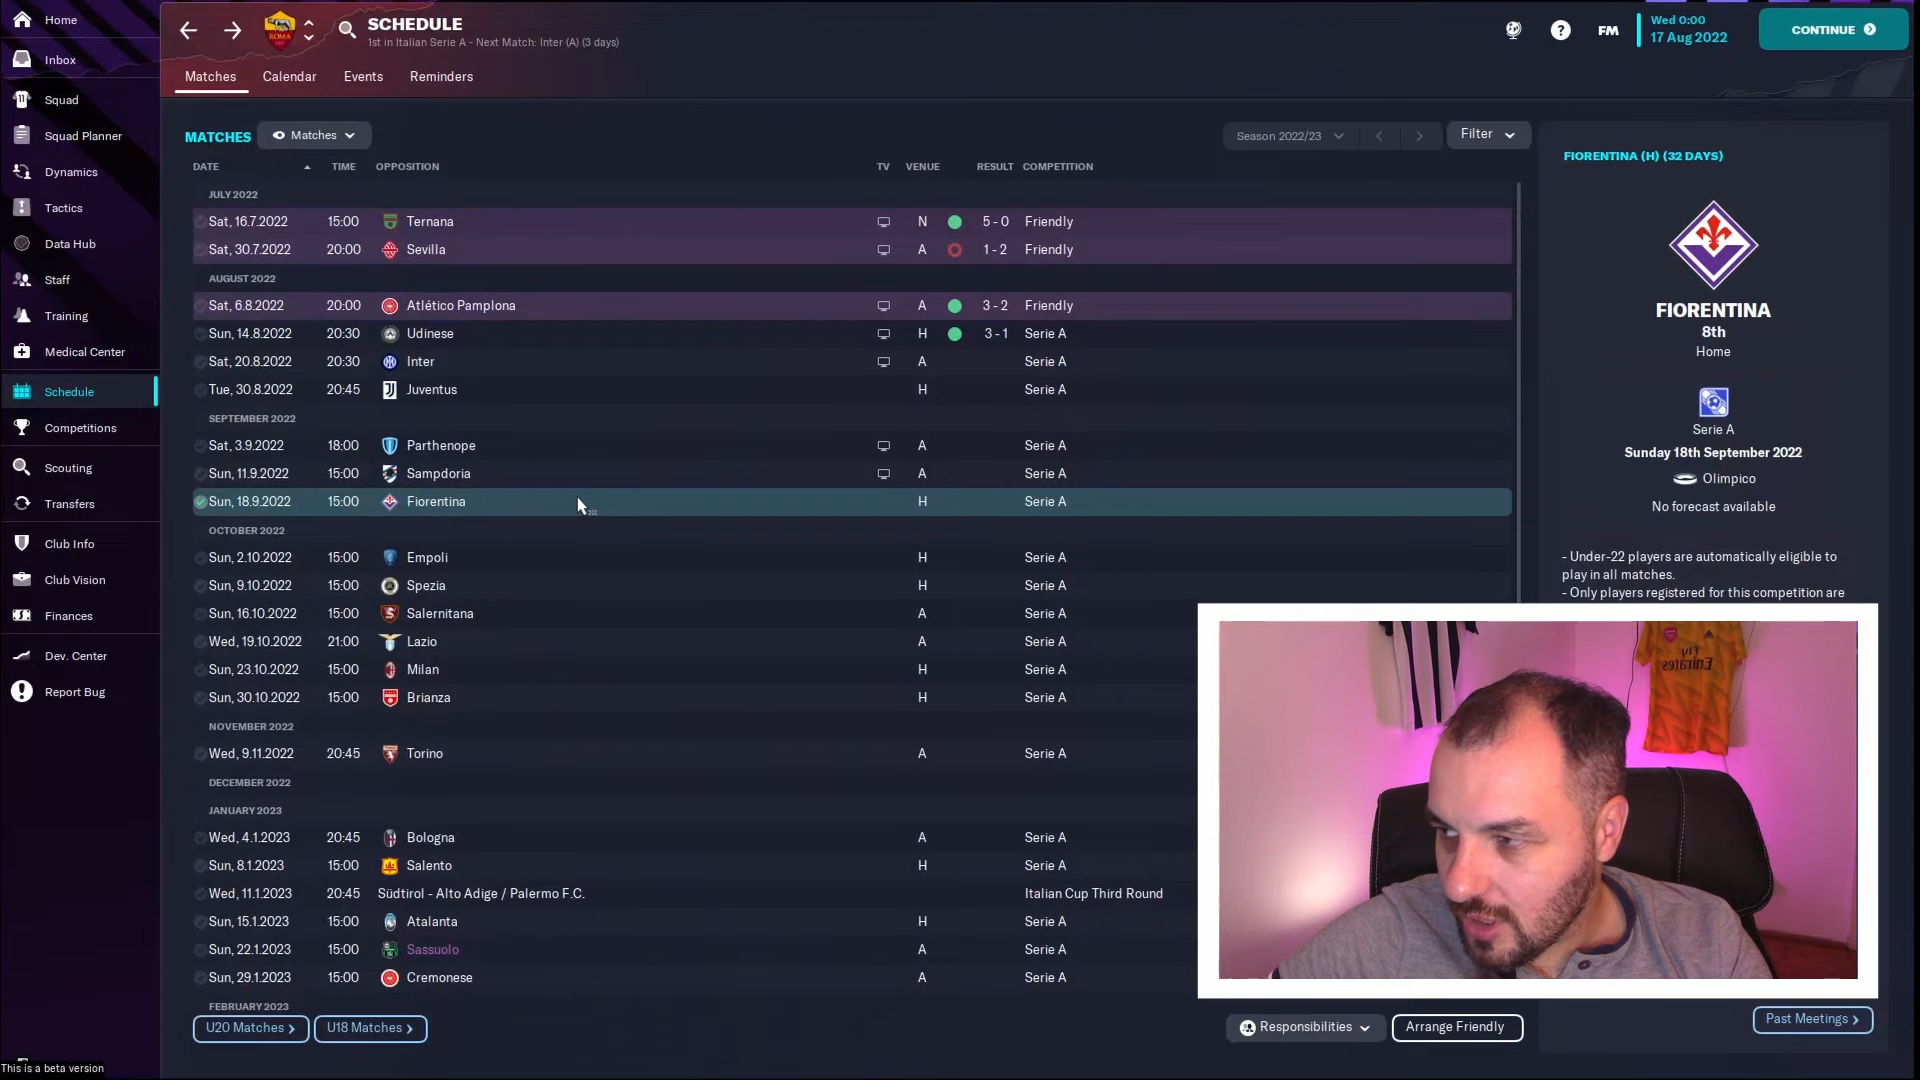 Home
Inbox
Squad
Squad Planner
Dynamics
Tactics
Data Hub
Staff
Training
Medical Center
Schedule
Competitions
Scouting
Transfers
Club Info
Club Vision
Finances
Dev. Center
Report Bug
This is a beta version
ROMA
SCHEDULE
1st in Italian Serie A - Next Match: Inter (A) (3 days)
FM
Wed 0:00
17 Aug 2022
CONTINUE
Matches Calendar Events Reminders
MATCHES Matches Season 2022/23 Filter
DATE TIME OPPOSITION TV VENUE RESULT COMPETITION
JULY 2022
Sat, 16.7.2022 15:00 Ternana N 5 - 0 Friendly
Sat, 30.7.2022 20:00 Sevilla A 1 - 2 Friendly
AUGUST 2022
Sat, 6.8.2022 20:00 Atlético Pamplona A 3 - 2 Friendly
Sun, 14.8.2022 20:30 Udinese H 3 - 1 Serie A
Sat, 20.8.2022 20:30 Inter A Serie A
Tue, 30.8.2022 20:45 Juventus H Serie A
SEPTEMBER 2022
Sat, 3.9.2022 18:00 Parthenope A Serie A
Sun, 11.9.2022 15:00 Sampdoria A Serie A
Sun, 18.9.2022 15:00 Fiorentina H Serie A
OCTOBER 2022
Sun, 2.10.2022 15:00 Empoli H Serie A
Sun, 9.10.2022 15:00 Spezia H Serie A
Sun, 16.10.2022 15:00 Salernitana A Serie A
Wed, 19.10.2022 21:00 Lazio A Serie A
Sun, 23.10.2022 15:00 Milan H Serie A
Sun, 30.10.2022 15:00 Brianza H Serie A
NOVEMBER 2022
Wed, 9.11.2022 20:45 Torino A Serie A
DECEMBER 2022
JANUARY 2023
Wed, 4.1.2023 20:45 Bologna A Serie A
Sun, 8.1.2023 15:00 Salento H Serie A
Wed, 11.1.2023 20:45 Südtirol - Alto Adige / Palermo F.C. Italian Cup Third Round
Sun, 15.1.2023 15:00 Atalanta H Serie A
Sun, 22.1.2023 15:00 Sassuolo A Serie A
Sun, 29.1.2023 15:00 Cremonese A Serie A
FEBRUARY 2023
U20 Matches U18 Matches
Responsibilities Arrange Friendly
FIORENTINA (H) (32 DAYS)
FIORENTINA
8th
Home
Serie A
Sunday 18th September 2022
Olimpico
No forecast available
- Under-22 players are automatically eligible to
play in all matches.
- Only players registered for this competition are
Past Meetings
Fly
Emirates